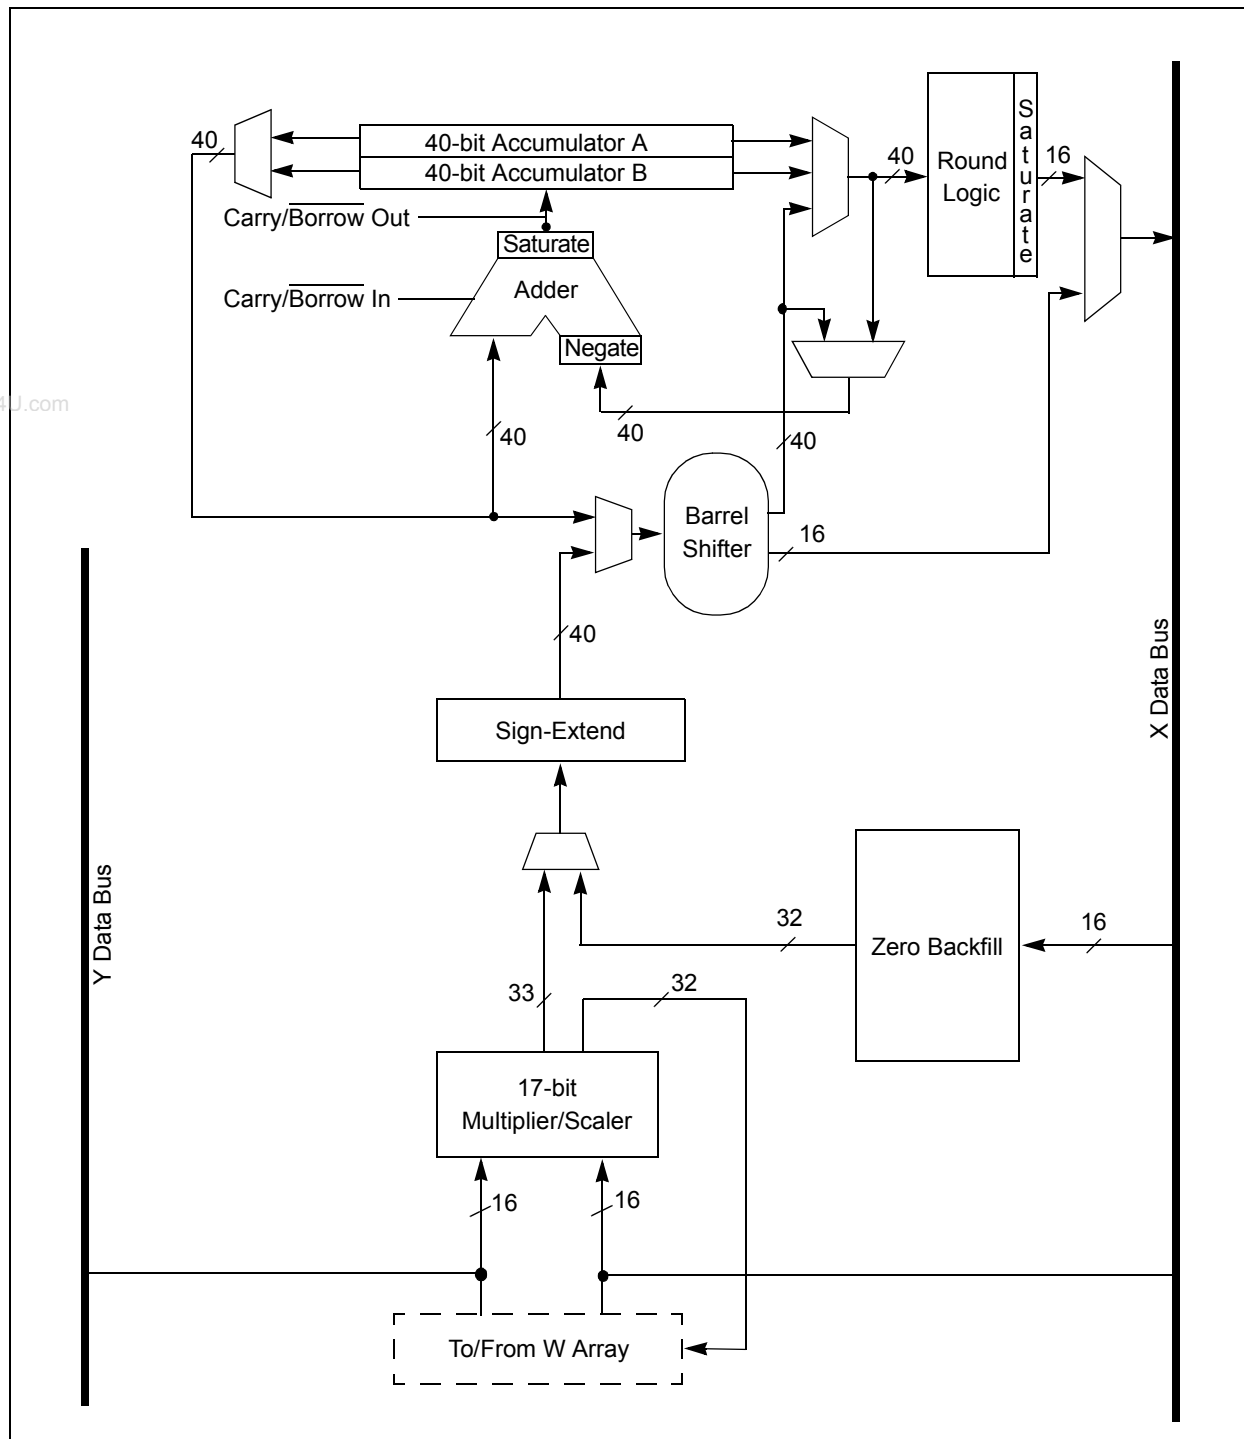 40
40-bit Accumulator A
40-bit Accumulator B
Carry/Borrow Out
Saturate
Carry/Borrow In
Adder
Negate
40
Round
Logic
Saturate
16
4U.com
40
40
40
Barrel
Shifter
16
40
Sign-Extend
X Data Bus
Y Data Bus
32
Zero Backfill
16
33
32
17-bit
Multiplier/Scaler
16
16
To/From W Array